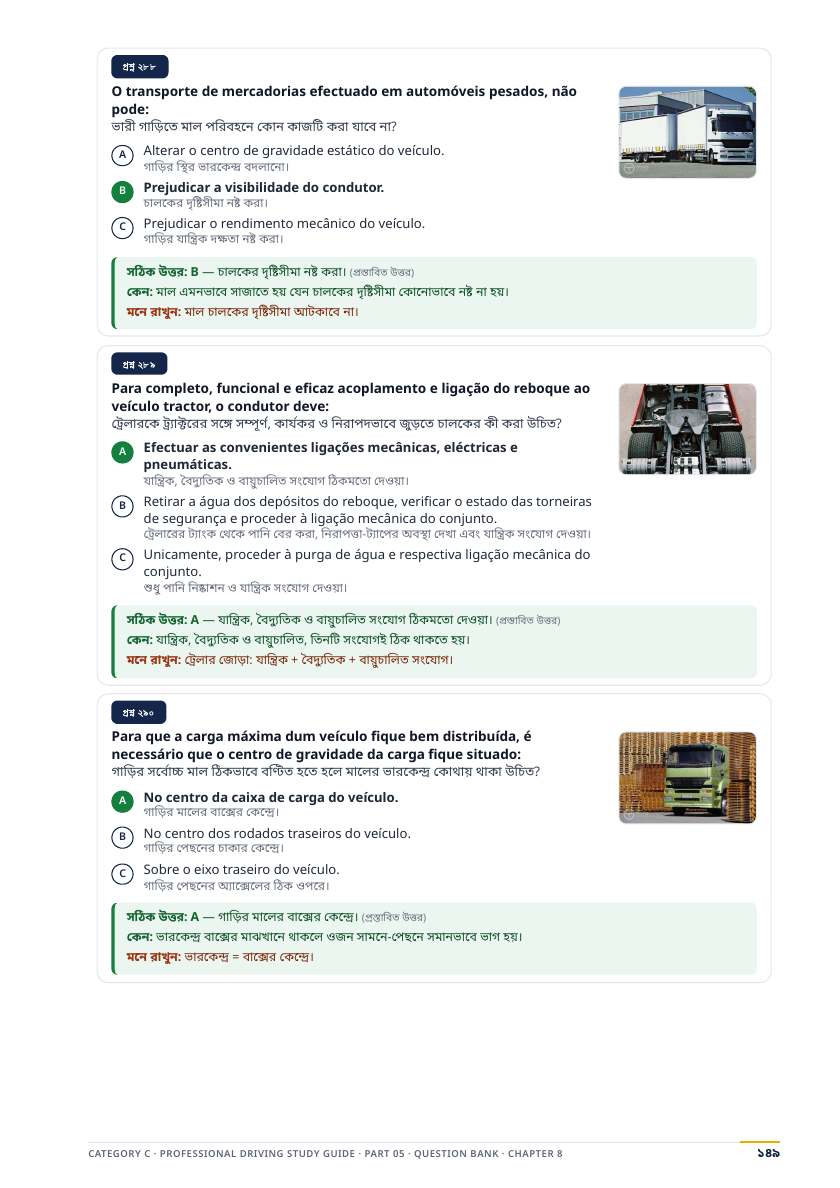 প্রশ্ন ২৮৮
O transporte de mercadorias efectuado em automóveis pesados, não
pode:
ভারী গাড়িতে মাল পরিবহনে কোন কাজটি করা যাবে না?
A Alterar o centro de gravidade estático do veículo.
গাড়ির স্থির ভারকেন্দ্র বদলানো।
B Prejudicar a visibilidade do condutor.
চালকের দৃষ্টিসীমা নষ্ট করা।
C Prejudicar o rendimento mecânico do veículo.
গাড়ির যান্ত্রিক দক্ষতা নষ্ট করা।
সঠিক উত্তর: B — চালকের দৃষ্টিসীমা নষ্ট করা। (প্রস্তাবিত উত্তর)
কেন: মাল এমনভাবে সাজাতে হয় যেন চালকের দৃষ্টিসীমা কোনোভাবে নষ্ট না হয়।
মনে রাখুন: মাল চালকের দৃষ্টিসীমা আটকাবে না।
প্রশ্ন ২৮৯
Para completo, funcional e eficaz acoplamento e ligação do reboque ao
veículo tractor, o condutor deve:
ট্রেলারকে ট্র্যাক্টরের সঙ্গে সম্পূর্ণ, কার্যকর ও নিরাপদভাবে জুড়তে চালকের কী করা উচিত?
A Efectuar as convenientes ligações mecânicas, eléctricas e
pneumáticas.
যান্ত্রিক, বৈদ্যুতিক ও বায়ুচালিত সংযোগ ঠিকমতো দেওয়া।
B Retirar a água dos depósitos do reboque, verificar o estado das torneiras
de segurança e proceder à ligação mecânica do conjunto.
ট্রেলারের ট্যাংক থেকে পানি বের করা, নিরাপত্তা-ট্যাপের অবস্থা দেখা এবং যান্ত্রিক সংযোগ দেওয়া।
C Unicamente, proceder à purga de água e respectiva ligação mecânica do
conjunto.
শুধু পানি নিষ্কাশন ও যান্ত্রিক সংযোগ দেওয়া।
সঠিক উত্তর: A — যান্ত্রিক, বৈদ্যুতিক ও বায়ুচালিত সংযোগ ঠিকমতো দেওয়া। (প্রস্তাবিত উত্তর)
কেন: যান্ত্রিক, বৈদ্যুতিক ও বায়ুচালিত, তিনটি সংযোগই ঠিক থাকতে হয়।
মনে রাখুন: ট্রেলার জোড়া: যান্ত্রিক + বৈদ্যুতিক + বায়ুচালিত সংযোগ।
প্রশ্ন ২৯০
Para que a carga máxima dum veículo fique bem distribuída, é
necessário que o centro de gravidade da carga fique situado:
গাড়ির সর্বোচ্চ মাল ঠিকভাবে বণ্টিত হতে হলে মালের ভারকেন্দ্র কোথায় থাকা উচিত?
A No centro da caixa de carga do veículo.
গাড়ির মালের বাক্সের কেন্দ্রে।
B No centro dos rodados traseiros do veículo.
গাড়ির পেছনের চাকার কেন্দ্রে।
C Sobre o eixo traseiro do veículo.
গাড়ির পেছনের অ্যাক্সেলের ঠিক ওপরে।
সঠিক উত্তর: A — গাড়ির মালের বাক্সের কেন্দ্রে। (প্রস্তাবিত উত্তর)
কেন: ভারকেন্দ্র বাক্সের মাঝখানে থাকলে ওজন সামনে-পেছনে সমানভাবে ভাগ হয়।
মনে রাখুন: ভারকেন্দ্র = বাক্সের কেন্দ্রে।
CATEGORY C · PROFESSIONAL DRIVING STUDY GUIDE · PART 05 · QUESTION BANK · CHAPTER 8
১৪৯